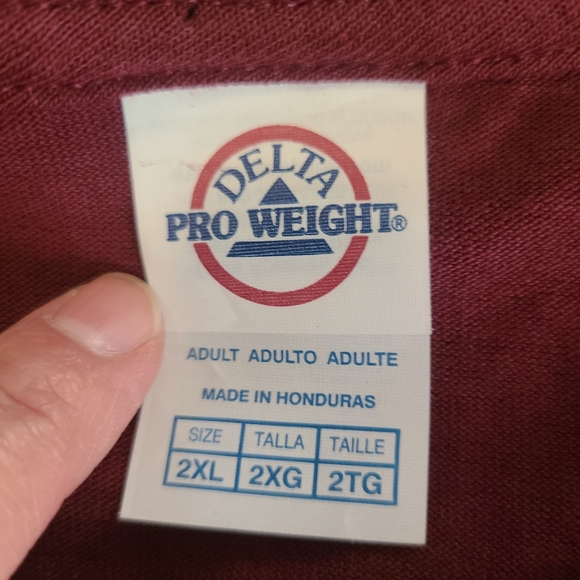 DELTA
PRO WEIGHT®
ADULT ADULTO ADULTE
MADE IN HONDURAS
SIZE TALLA TAILLE
2XL 2XG 2TG